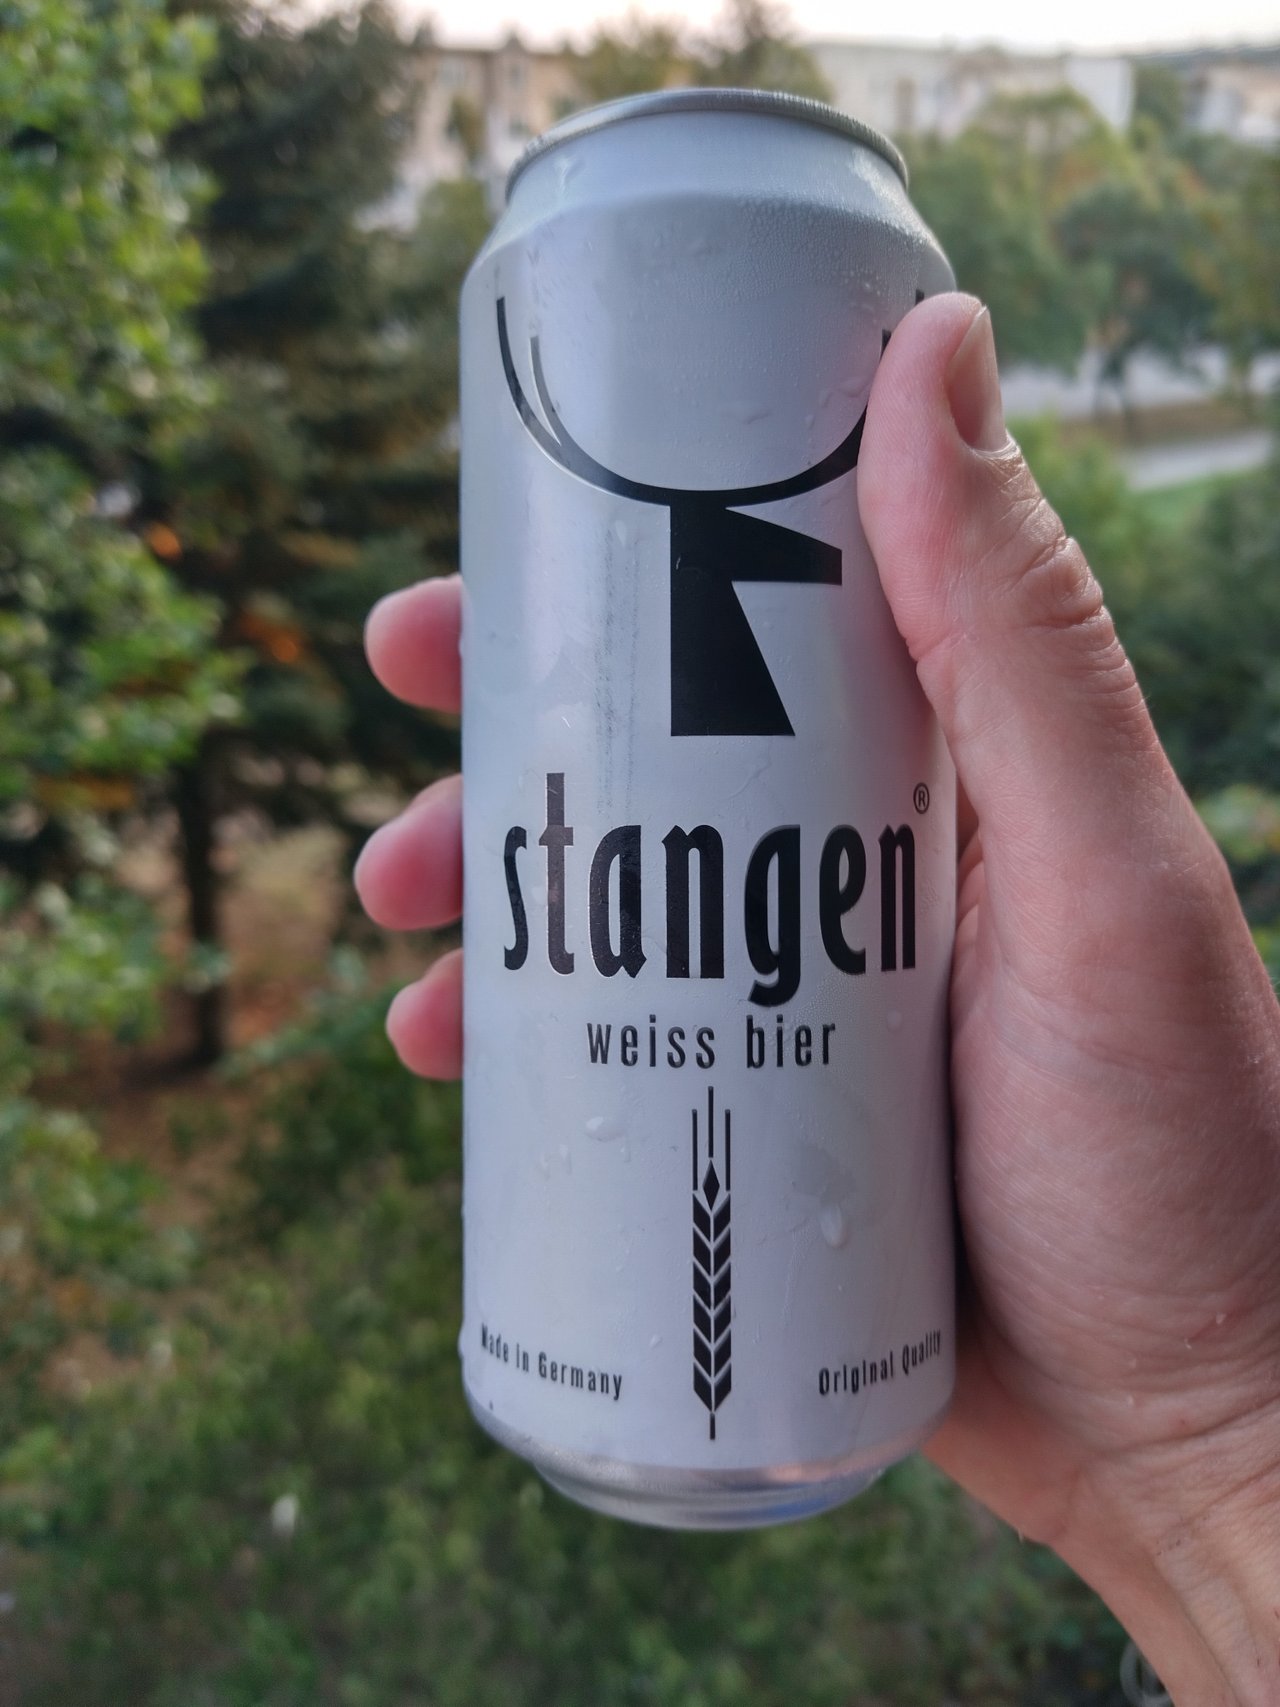 stangen®
weiss bier
Made in Germany
Original Quality